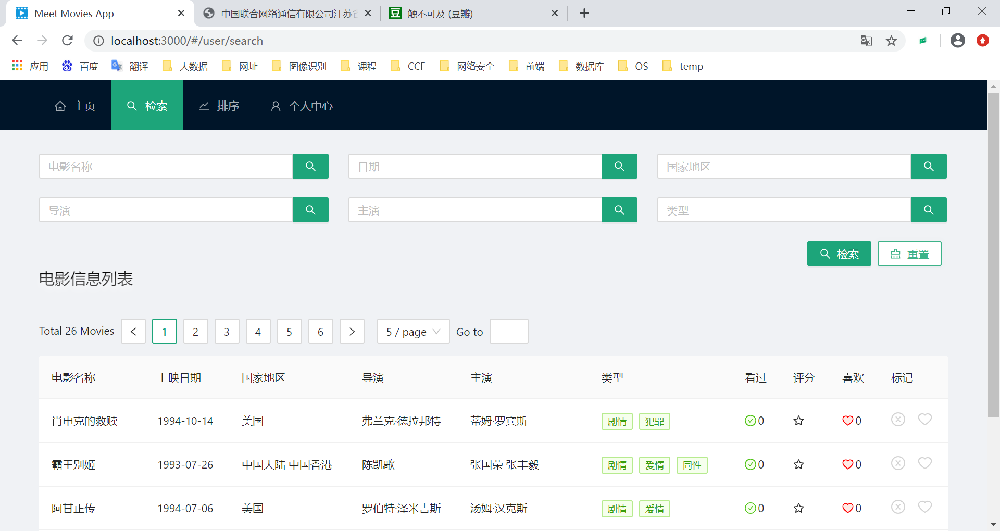 Meet Movies App
中国联合网络通信有限公司江苏省
触不可及 (豆瓣)
localhost:3000/#/user/search
应用 百度 翻译 大数据 网址 图像识别 课程 CCF 网络安全 前端 数据库 OS temp
主页 检索 排序 个人中心
电影名称 日期 国家地区
导演 主演 类型
检索 重置
电影信息列表
Total 26 Movies < 1 2 3 4 5 6 > 5 / page Go to
电影名称 上映日期 国家地区 导演 主演 类型 看过 评分 喜欢 标记
肖申克的救赎 1994-10-14 美国 弗兰克·德拉邦特 蒂姆·罗宾斯 剧情 犯罪 0 0
霸王别姬 1993-07-26 中国大陆 中国香港 陈凯歌 张国荣 张丰毅 剧情 爱情 同性 0 0
阿甘正传 1994-07-06 美国 罗伯特·泽米吉斯 汤姆·汉克斯 剧情 爱情 0 0